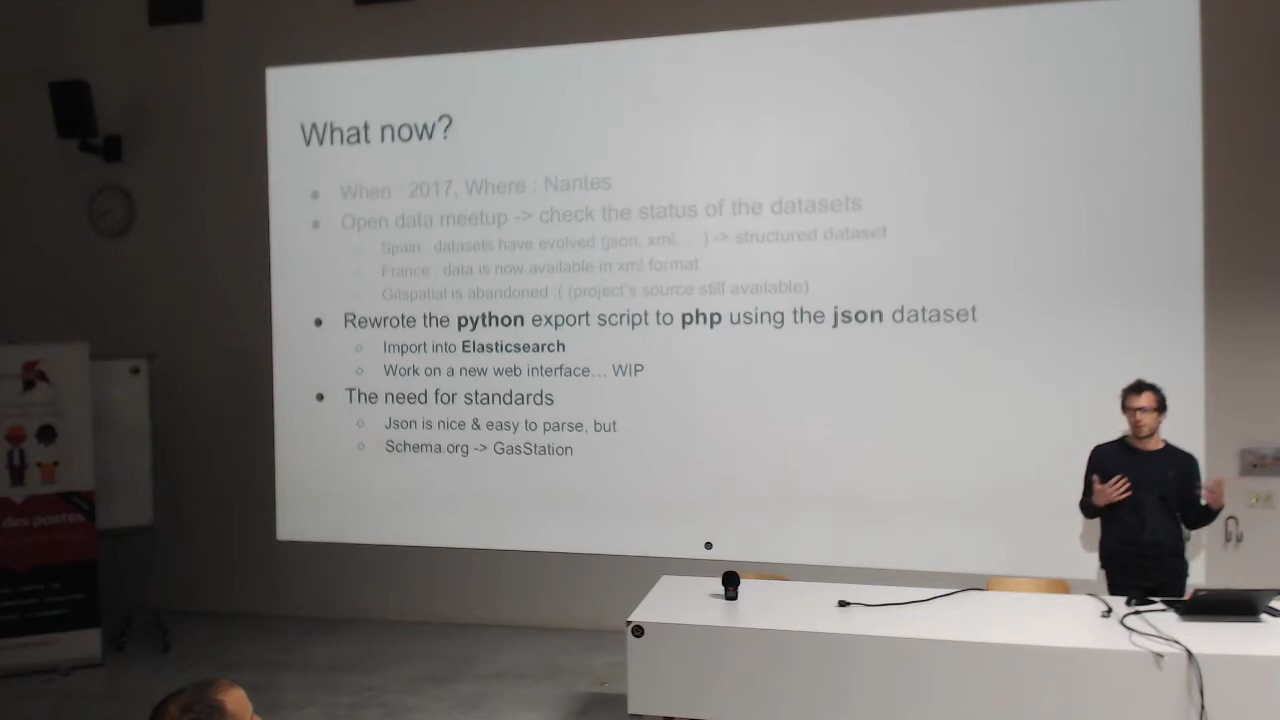 What now?
When : 2017, Where : Nantes
Open data meetup -> check the status of the datasets
Spain : datasets have evolved (json, xml, ... ) -> structured dataset
France : data is now available in xml format
Gitspatial is abandoned :( (project's source still available)
Rewrote the python export script to php using the json dataset
Import into Elasticsearch
Work on a new web interface... WIP
The need for standards
Json is nice & easy to parse, but
Schema.org -> GasStation
des postes